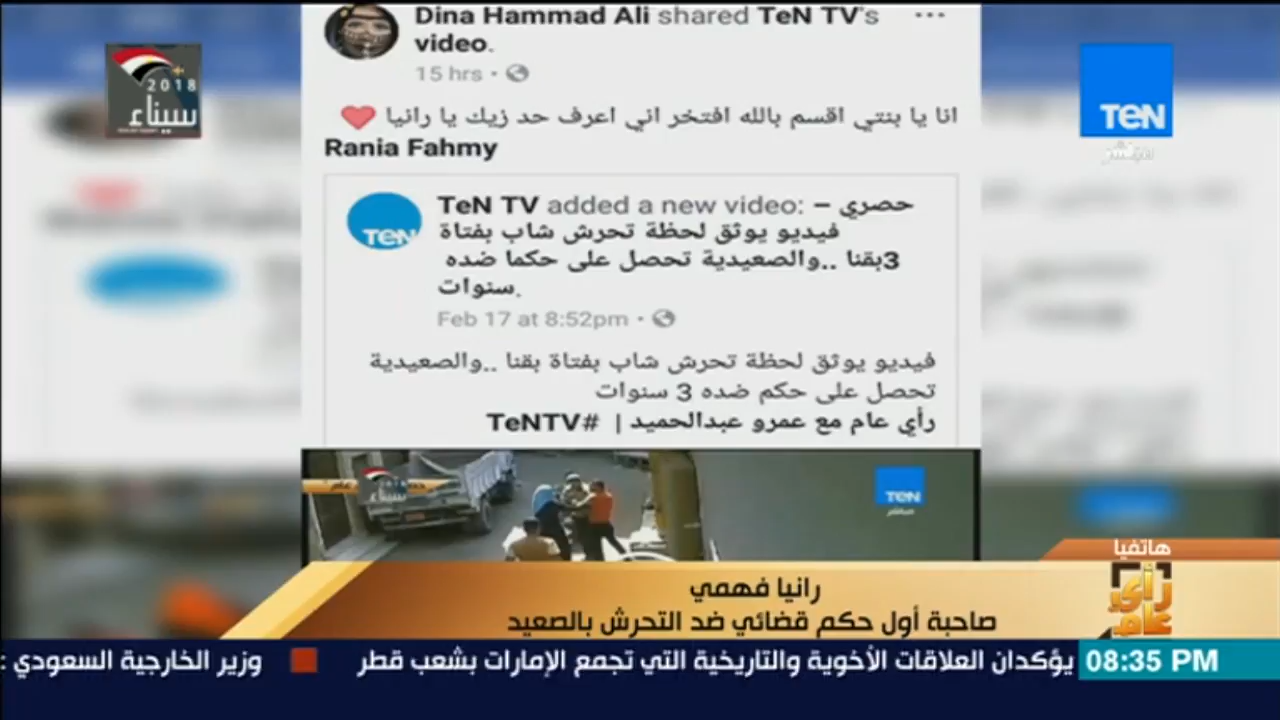 Dina Hammad Ali shared TeN TV's
video.
15 hrs
2018
سيناء
TeN
مباشر
انا يا بنتي اقسم بالله افتخر اني اعرف حد زيك يا رانيا ❤
Rania Fahmy
TeN TV added a new video: حصري –
TeN
فيديو يوثق لحظة تحرش شاب بفتاة
بقنا ..والصعيدية تحصل على حكما ضده 3
سنوات.
Feb 17 at 8:52pm
فيديو يوثق لحظة تحرش شاب بفتاة بقنا ..والصعيدية
تحصل على حكم ضده 3 سنوات
رأي عام مع عمرو عبدالحميد | #TeNTV
سيناء
TeN
مباشر
هاتفيا
رأي
عام
رانيا فهمي
صاحبة أول حكم قضائي ضد التحرش بالصعيد
يؤكدان العلاقات الأخوية والتاريخية التي تجمع الإمارات بشعب قطر
وزير الخارجية السعودي :
08:35 PM